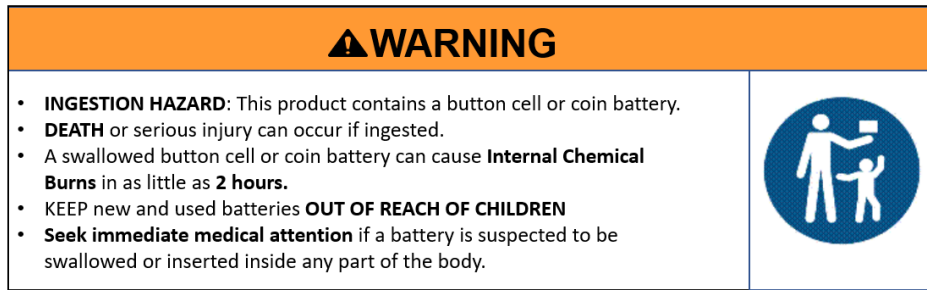 ⚠WARNING
• INGESTION HAZARD: This product contains a button cell or coin battery.
• DEATH or serious injury can occur if ingested.
• A swallowed button cell or coin battery can cause Internal Chemical
Burns in as little as 2 hours.
• KEEP new and used batteries OUT OF REACH OF CHILDREN
• Seek immediate medical attention if a battery is suspected to be
swallowed or inserted inside any part of the body.